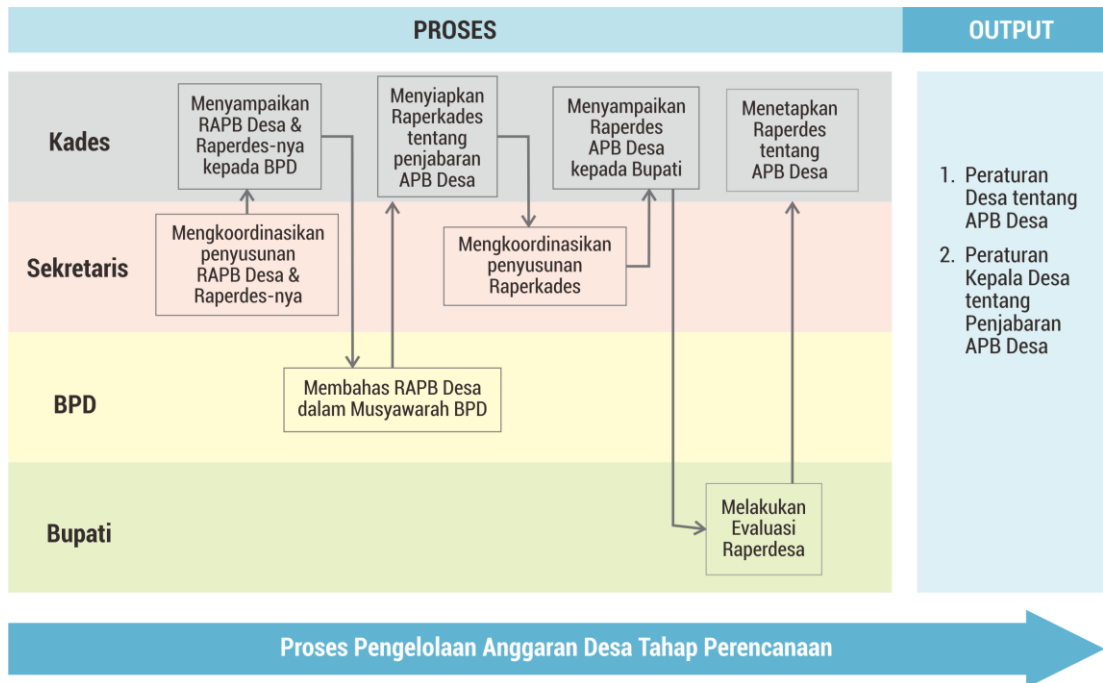 PROSES
OUTPUT
Kades
Menyampaikan
RAPB Desa &
Raperdes-nya
kepada BPD
Menyiapkan
Raperkades
tentang
penjabaran
APB Desa
Menyampaikan
Raperdes
APB Desa
kepada Bupati
Menetapkan
Raperdes
tentang
APB Desa
Sekretaris
Mengkoordinasikan
penyusunan
RAPB Desa &
Raperdes-nya
Mengkoordinasikan
penyusunan
Raperkades
BPD
Membahas RAPB Desa
dalam Musyawarah BPD
Bupati
Melakukan
Evaluasi
Raperdesa
1. Peraturan
Desa tentang
APB Desa
2. Peraturan
Kepala Desa
tentang
Penjabaran
APB Desa
Proses Pengelolaan Anggaran Desa Tahap Perencanaan